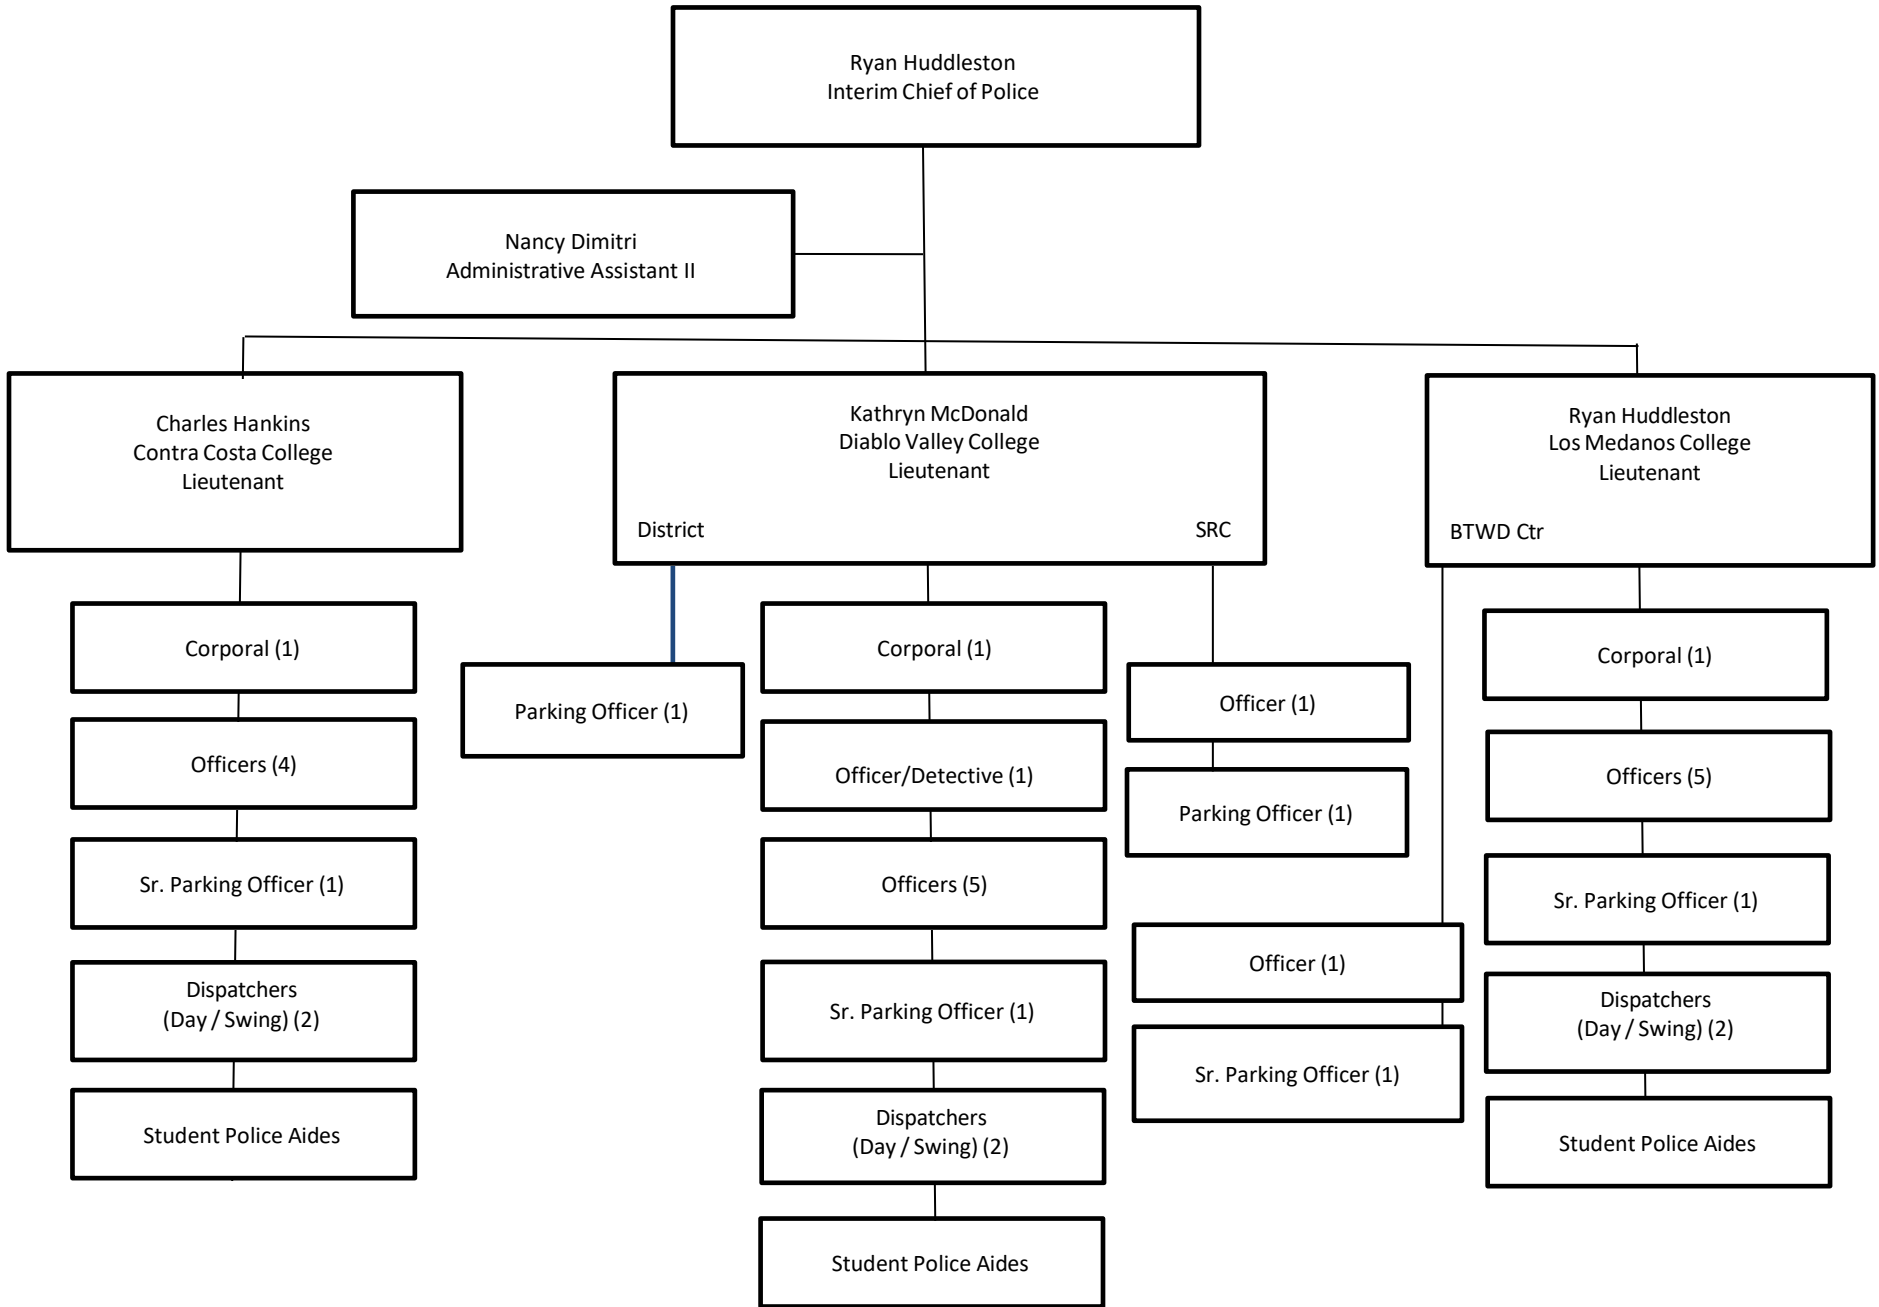 Ryan Huddleston
Interim Chief of Police
Nancy Dimitri
Administrative Assistant II
Charles Hankins
Contra Costa College
Lieutenant
Kathryn McDonald
Diablo Valley College
Lieutenant
District
SRC
Ryan Huddleston
Los Medanos College
Lieutenant
BTWD Ctr
Corporal (1)
Officers (4)
Sr. Parking Officer (1)
Dispatchers
(Day / Swing) (2)
Student Police Aides
Parking Officer (1)
Corporal (1)
Officer/Detective (1)
Officers (5)
Sr. Parking Officer (1)
Dispatchers
(Day / Swing) (2)
Student Police Aides
Officer (1)
Parking Officer (1)
Officer (1)
Sr. Parking Officer (1)
Corporal (1)
Officers (5)
Sr. Parking Officer (1)
Dispatchers
(Day / Swing) (2)
Student Police Aides